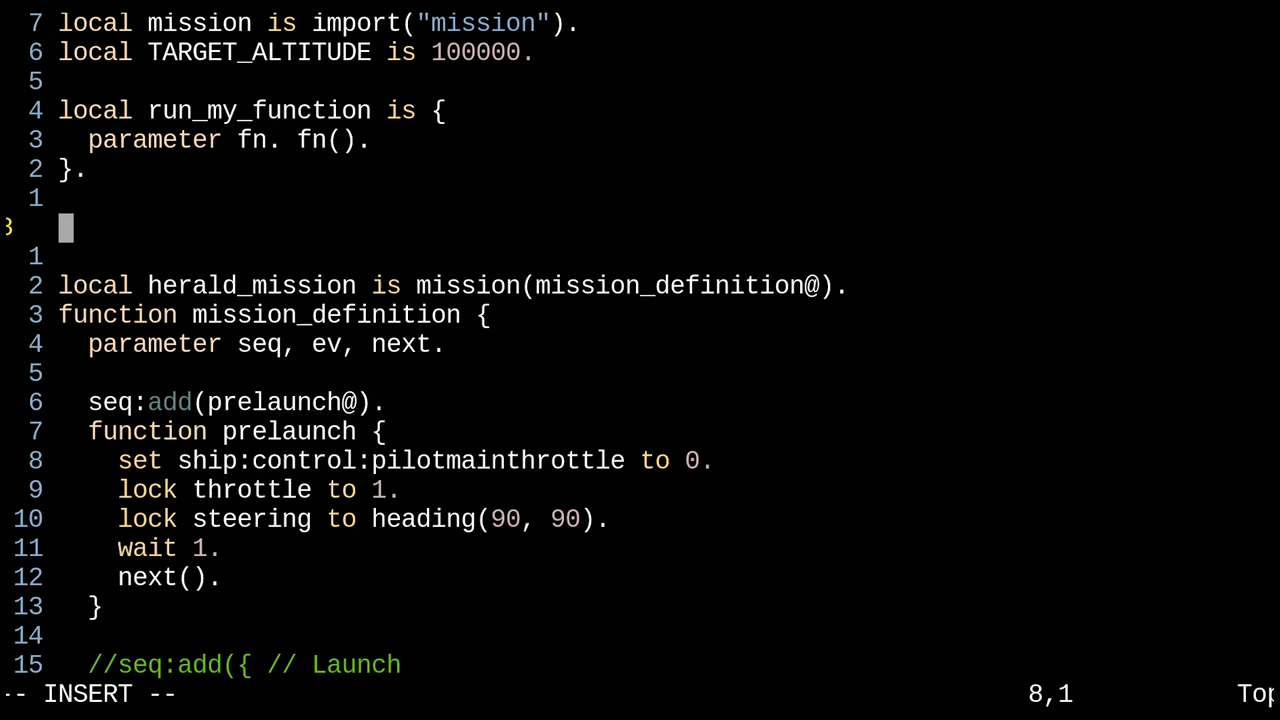 7 local mission is import("mission").
6 local TARGET_ALTITUDE is 100000.
5
4 local run_my_function is {
3   parameter fn. fn().
2 }.
1
8
1
2 local herald_mission is mission(mission_definition@).
3 function mission_definition {
4   parameter seq, ev, next.
5
6   seq:add(prelaunch@).
7   function prelaunch {
8     set ship:control:pilotmainthrottle to 0.
9     lock throttle to 1.
10     lock steering to heading(90, 90).
11     wait 1.
12     next().
13   }
14
15   //seq:add({ // Launch
-- INSERT -- 8,1 Top